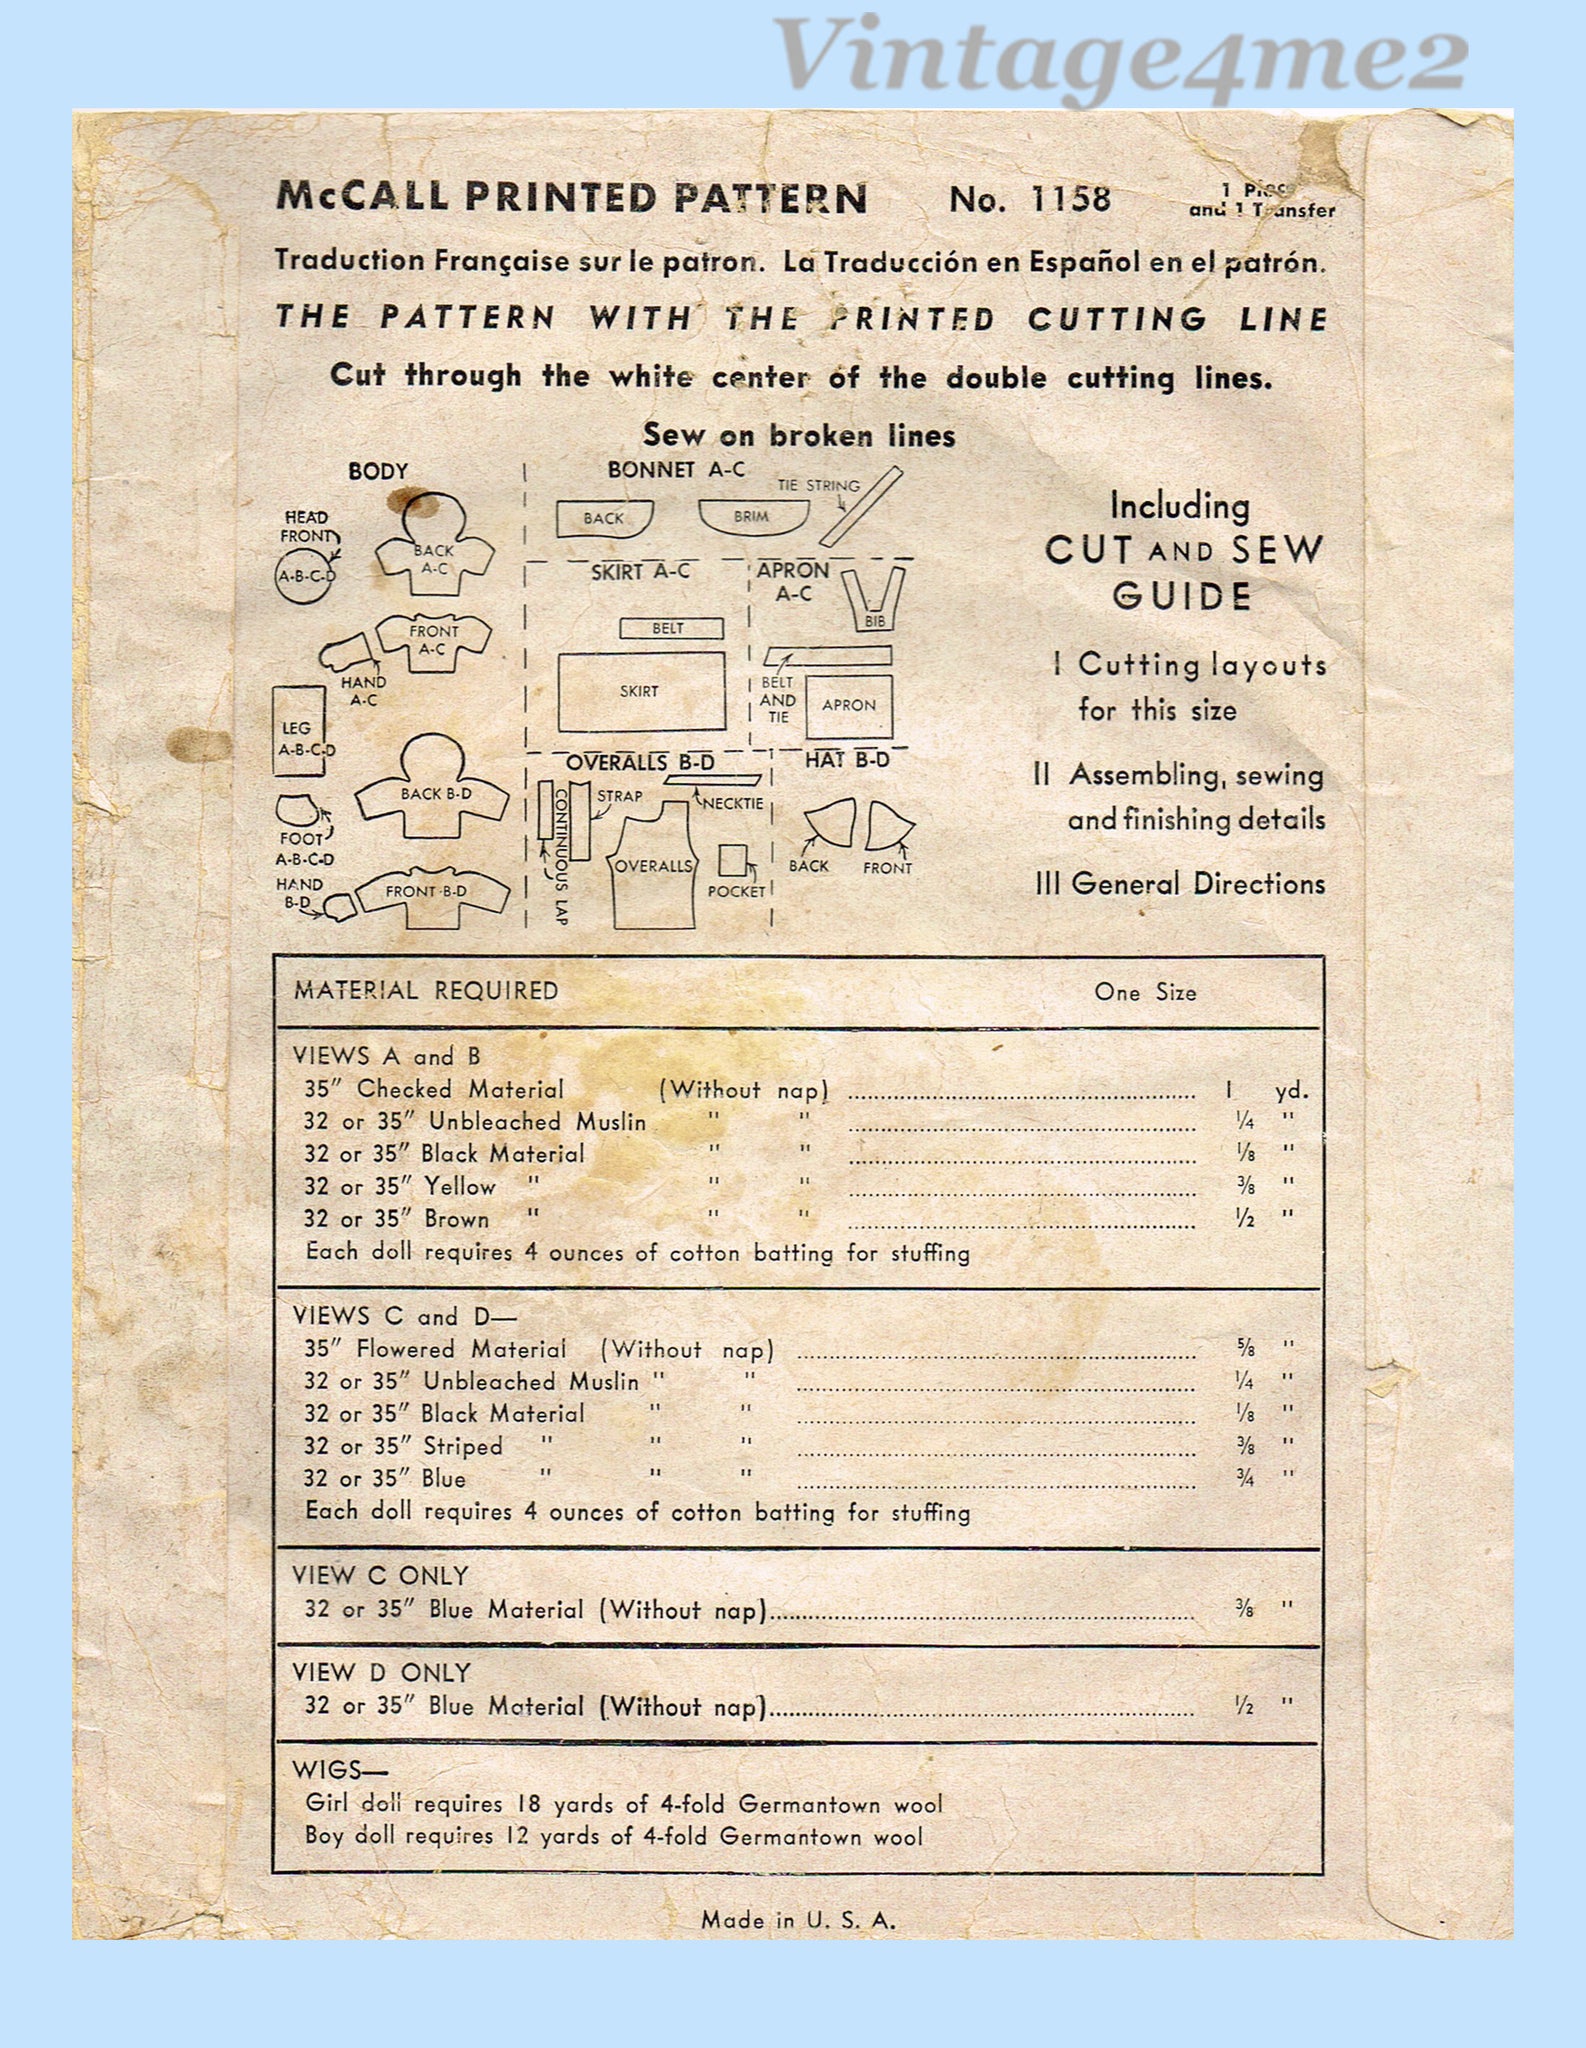 Vintage4me2
McCALL PRINTED PATTERN No. 1158
1 Piece
and 1 Transfer
Traduction Française sur le patron. La Traducción en Español en el patrón.
THE PATTERN WITH THE PRINTED CUTTING LINE
Cut through the white center of the double cutting lines.
Sew on broken lines
BODY
HEAD
FRONT
A-B-C-D
BACK
A-C
FRONT
A-C
HAND
A-C
LEG
A-B-C-D
BACK B-D
FOOT
A-B-C-D
HAND
B-D
FRONT B-D
BONNET A-C
TIE STRING
BACK
BRIM
SKIRT A-C
BELT
SKIRT
APRON
A-C
BIB
BELT
AND
TIE
APRON
OVERALLS B-D
CONTINUOUS LAP
STRAP
NECKTIE
OVERALLS
POCKET
HAT B-D
BACK
FRONT
Including
CUT AND SEW
GUIDE
I Cutting layouts
for this size
II Assembling, sewing
and finishing details
III General Directions
MATERIAL REQUIRED One Size
VIEWS A and B
35" Checked Material (Without nap) ........ 1 yd.
32 or 35" Unbleached Muslin " " ........ 1/4 "
32 or 35" Black Material " " ........ 1/8 "
32 or 35" Yellow " " " ........ 3/8 "
32 or 35" Brown " " " ........ 1/2 "
Each doll requires 4 ounces of cotton batting for stuffing
VIEWS C and D—
35" Flowered Material (Without nap) ........ 5/8 "
32 or 35" Unbleached Muslin " " ........ 1/4 "
32 or 35" Black Material " " ........ 1/8 "
32 or 35" Striped " " " ........ 3/8 "
32 or 35" Blue " " " ........ 3/4 "
Each doll requires 4 ounces of cotton batting for stuffing
VIEW C ONLY
32 or 35" Blue Material (Without nap)........ 3/8 "
VIEW D ONLY
32 or 35" Blue Material (Without nap)........ 1/2 "
WIGS—
Girl doll requires 18 yards of 4-fold Germantown wool
Boy doll requires 12 yards of 4-fold Germantown wool
Made in U. S. A.